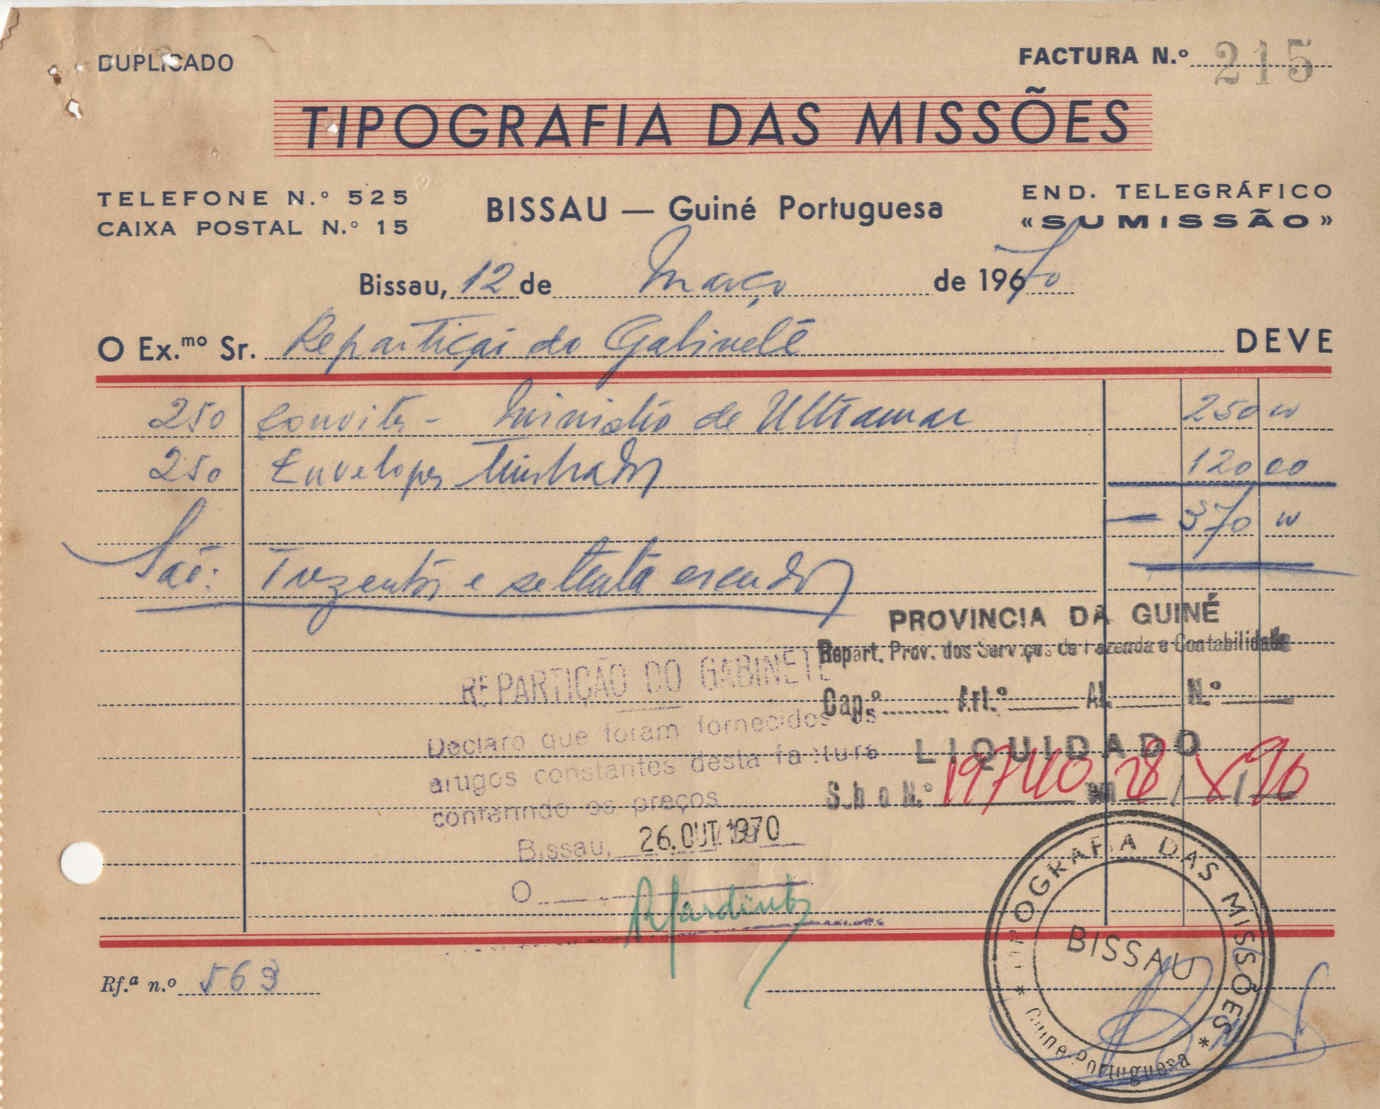 DUPLICADO
FACTURA N.º 215
TIPOGRAFIA DAS MISSÕES
TELEFONE N.º 525
CAIXA POSTAL N.º 15
BISSAU — Guiné Portuguesa
END. TELEGRÁFICO
«SUMISSÃO»
Bissau, 12 de Março de 1970
O Ex.mo Sr. Repartição do Gabinete DEVE
250 Convites - Ministro do Ultramar 250 00
250 Envelopes timbrados 120 00
370 00
São: Trezentos e setenta escudos
PROVINCIA DA GUINÉ
Repart. Prov. dos Serviços de Fazenda e Contabilidade
Cap.º Art.º Al. N.º
LIQUIDADO
S.b o N.º 19740 em 28/X/970
REPARTIÇÃO DO GABINETE
Declaro que foram fornecidos os
artigos constantes desta factura
conferindo os preços
Bissau, 26.OUT.1970
O
TIPOGRAFIA DAS MISSÕES
BISSAU
* Guiné Portuguesa *
Rf.ª n.º 563